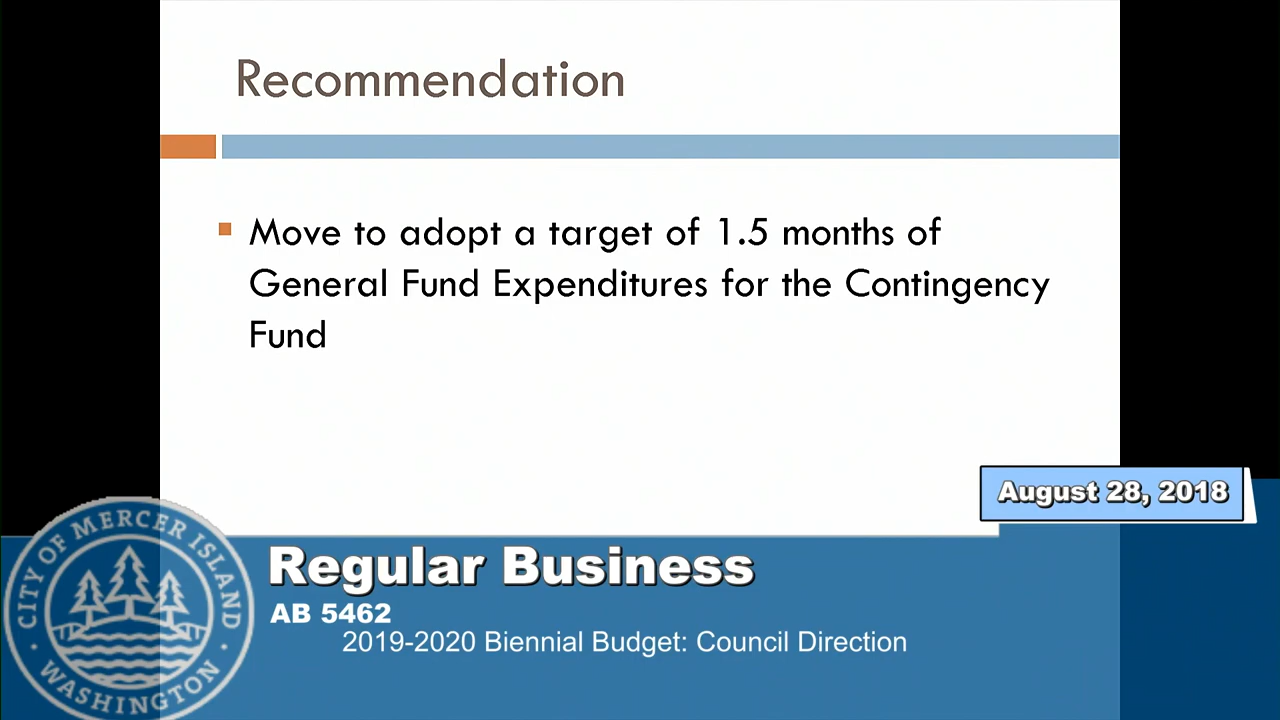 Recommendation
Move to adopt a target of 1.5 months of
General Fund Expenditures for the Contingency
Fund
August 28, 2018
CITY OF MERCER ISLAND
WASHINGTON
Regular Business
AB 5462
2019-2020 Biennial Budget: Council Direction